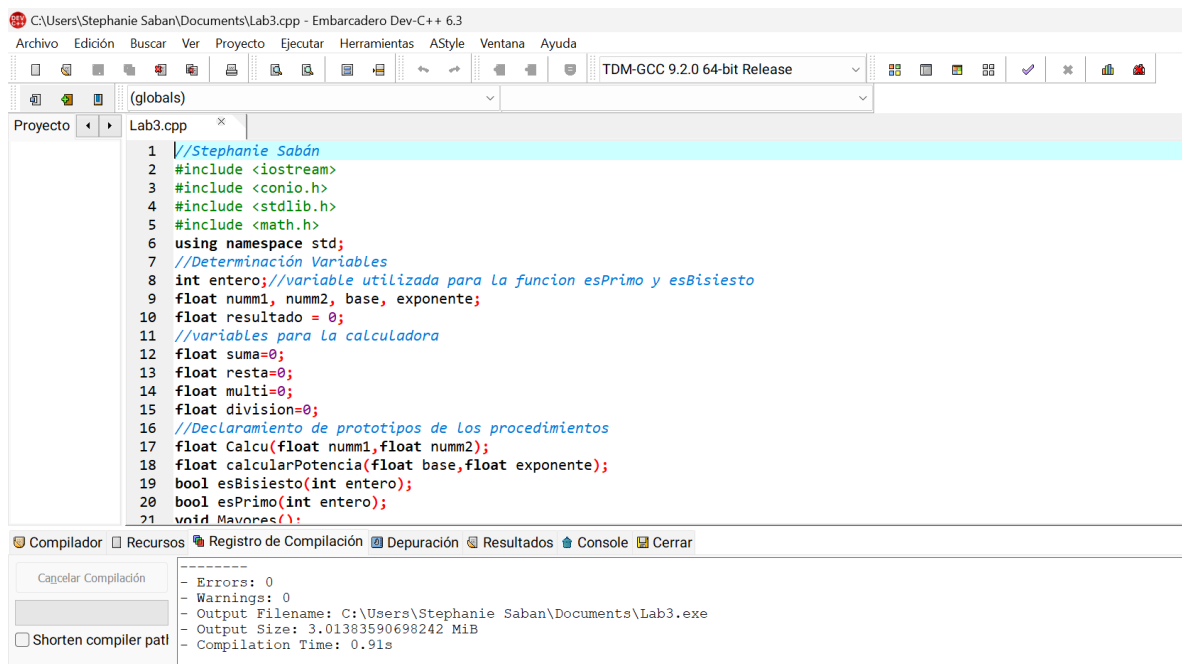 C:\Users\Stephanie Saban\Documents\Lab3.cpp - Embarcadero Dev-C++ 6.3
Archivo Edición Buscar Ver Proyecto Ejecutar Herramientas AStyle Ventana Ayuda
TDM-GCC 9.2.0 64-bit Release
(globals)
Proyecto Lab3.cpp
1 //Stephanie Sabán
2 #include <iostream>
3 #include <conio.h>
4 #include <stdlib.h>
5 #include <math.h>
6 using namespace std;
7 //Determinación Variables
8 int entero;//variable utilizada para la funcion esPrimo y esBisiesto
9 float numm1, numm2, base, exponente;
10 float resultado = 0;
11 //variables para la calculadora
12 float suma=0;
13 float resta=0;
14 float multi=0;
15 float division=0;
16 //Declaramiento de prototipos de los procedimientos
17 float Calcu(float numm1,float numm2);
18 float calcularPotencia(float base,float exponente);
19 bool esBisiesto(int entero);
20 bool esPrimo(int entero);
21 void Mayores();
Compilador Recursos Registro de Compilación Depuración Resultados Console Cerrar
Cancelar Compilación
Shorten compiler path
--------
- Errors: 0
- Warnings: 0
- Output Filename: C:\Users\Stephanie Saban\Documents\Lab3.exe
- Output Size: 3.01383590698242 MiB
- Compilation Time: 0.91s